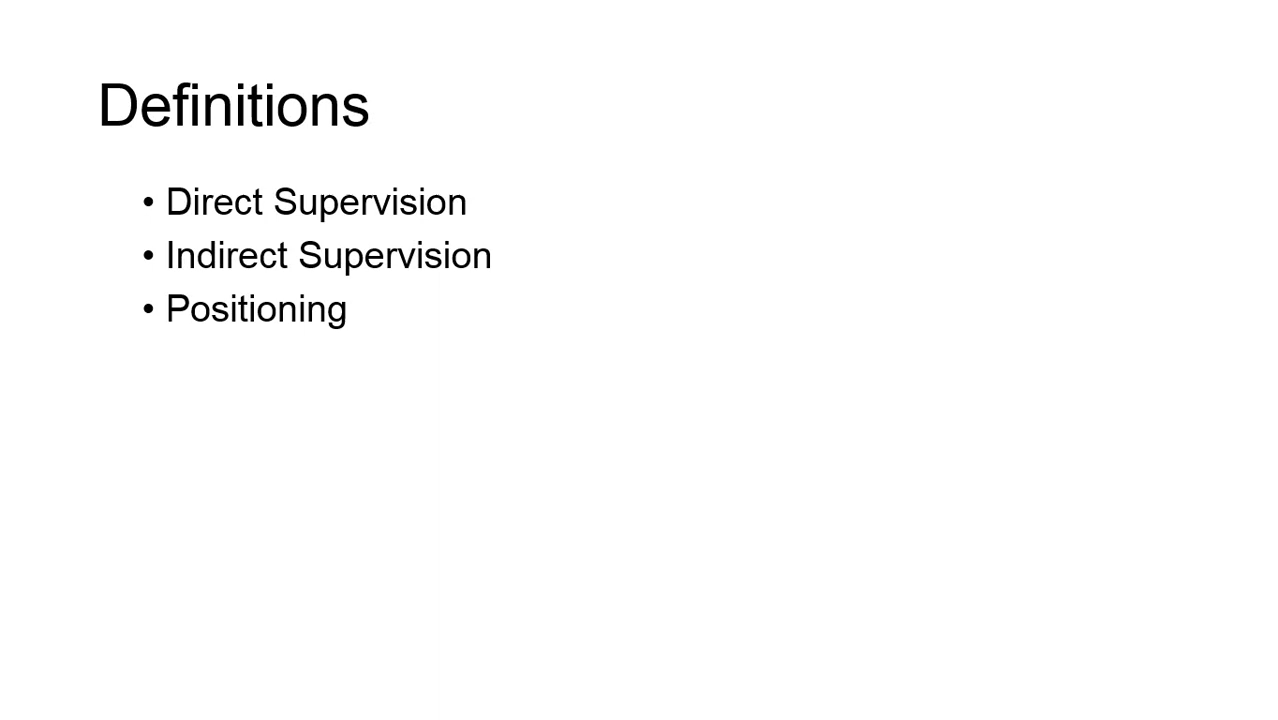 Definitions
• Direct Supervision
• Indirect Supervision
• Positioning